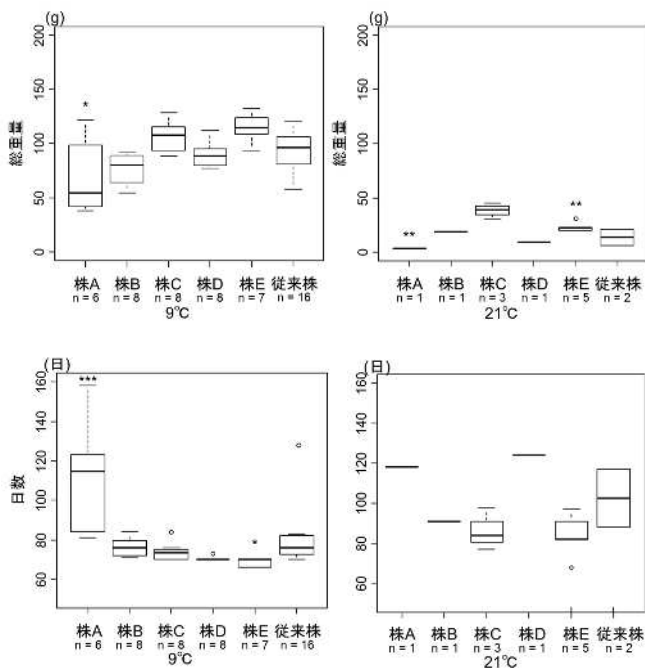 (g)
200
150
100
50
0
総重量
*
株A 株B 株C 株D 株E 従来株
n = 6 n = 8 n = 8 n = 8 n = 7 n = 16
9℃
(g)
200
150
100
50
0
総重量
** **
株A 株B 株C 株D 株E 従来株
n = 1 n = 1 n = 3 n = 1 n = 5 n = 2
21℃
(日)
160
140
120
100
80
60
日数
***
*
株A 株B 株C 株D 株E 従来株
n = 6 n = 8 n = 8 n = 8 n = 7 n = 16
9℃
(日)
160
140
120
100
80
60
株A 株B 株C 株D 株E 従来株
n = 1 n = 1 n = 3 n = 1 n = 5 n = 2
21℃